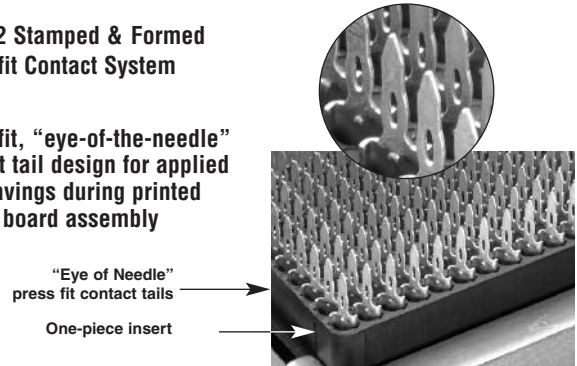 2 Stamped & Formed
fit Contact System
fit, “eye-of-the-needle”
t tail design for applied
avings during printed
board assembly
“Eye of Needle”
press fit contact tails
One-piece insert